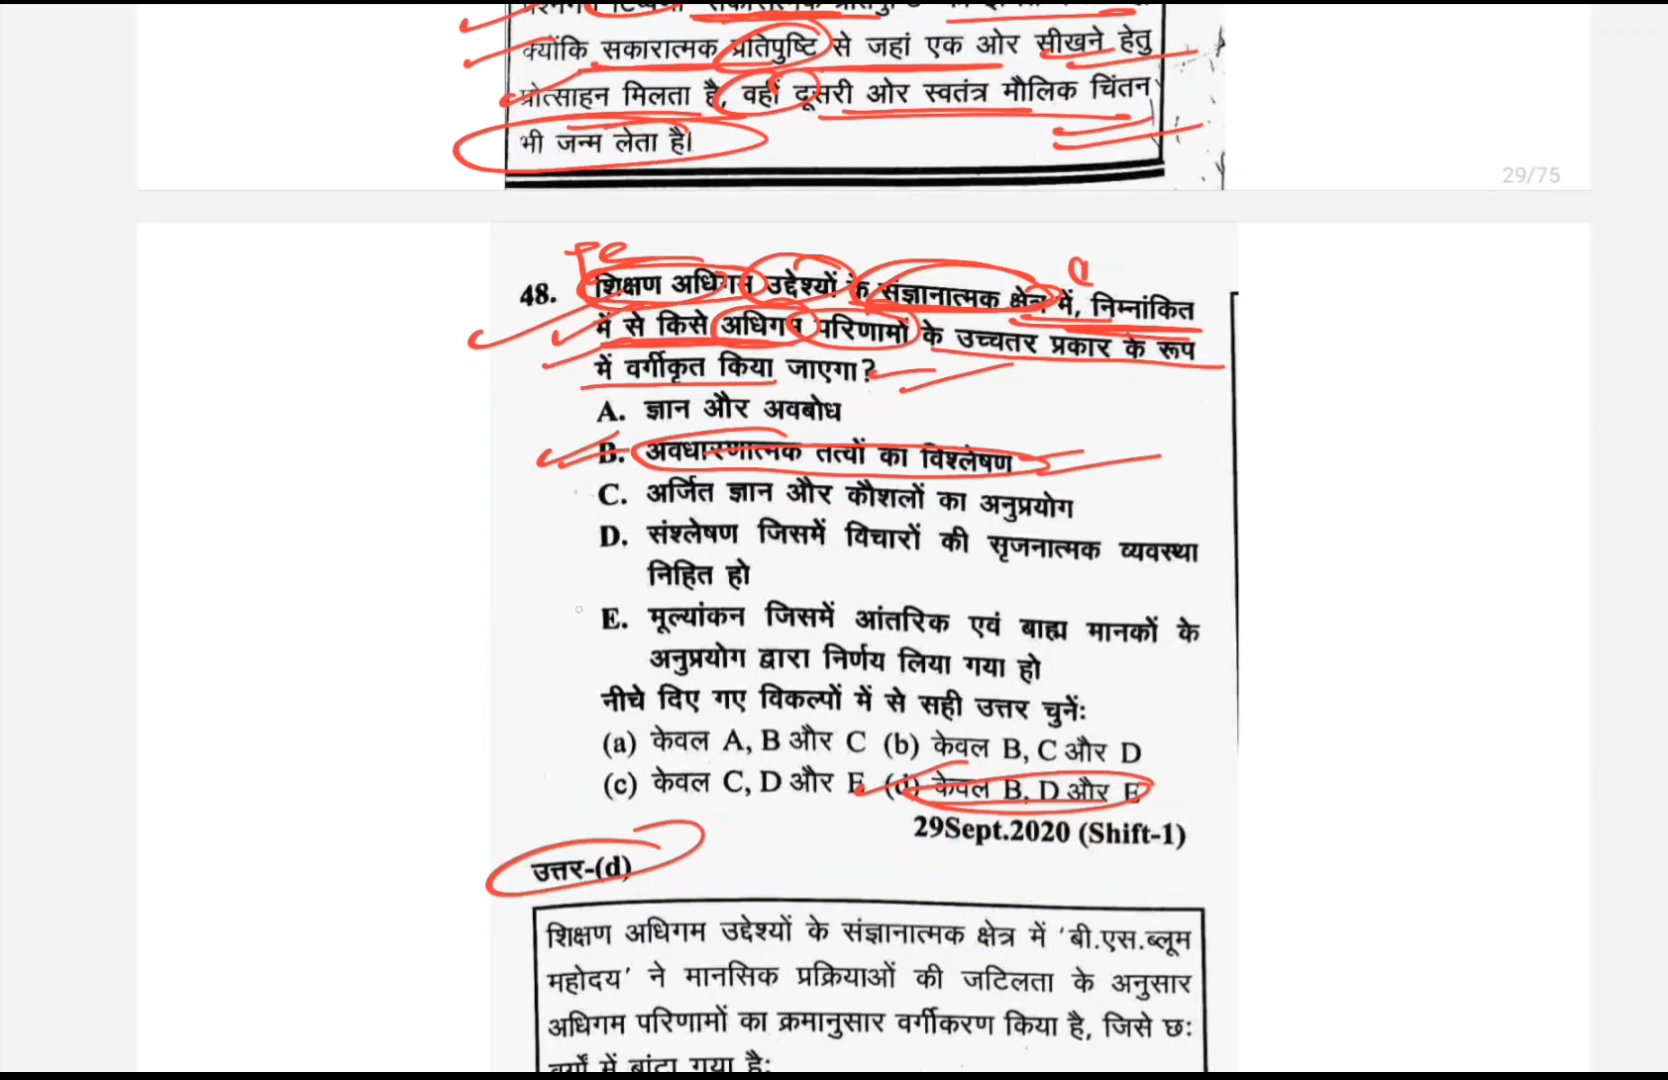 क्योंकि सकारात्मक प्रतिपुष्टि से जहां एक ओर सीखने हेतु
प्रोत्साहन मिलता है, वहीं दूसरी ओर स्वतंत्र मौलिक चिंतन
भी जन्म लेता है।
29/75
48. शिक्षण अधिगम उद्देश्यों के संज्ञानात्मक क्षेत्र में, निम्नांकित
में से किसे अधिगम परिणामों के उच्चतर प्रकार के रूप
में वर्गीकृत किया जाएगा?
A. ज्ञान और अवबोध
B. अवधारणात्मक तत्वों का विश्लेषण
C. अर्जित ज्ञान और कौशलों का अनुप्रयोग
D. संश्लेषण जिसमें विचारों की सृजनात्मक व्यवस्था
निहित हो
E. मूल्यांकन जिसमें आंतरिक एवं बाह्य मानकों के
अनुप्रयोग द्वारा निर्णय लिया गया हो
नीचे दिए गए विकल्पों में से सही उत्तर चुनें:
(a) केवल A, B और C (b) केवल B, C और D
(c) केवल C, D और E (d) केवल B, D और E
29Sept.2020 (Shift-1)
उत्तर-(d)
शिक्षण अधिगम उद्देश्यों के संज्ञानात्मक क्षेत्र में 'बी.एस.ब्लूम
महोदय' ने मानसिक प्रक्रियाओं की जटिलता के अनुसार
अधिगम परिणामों का क्रमानुसार वर्गीकरण किया है, जिसे छः
वर्गों में बांटा गया है: